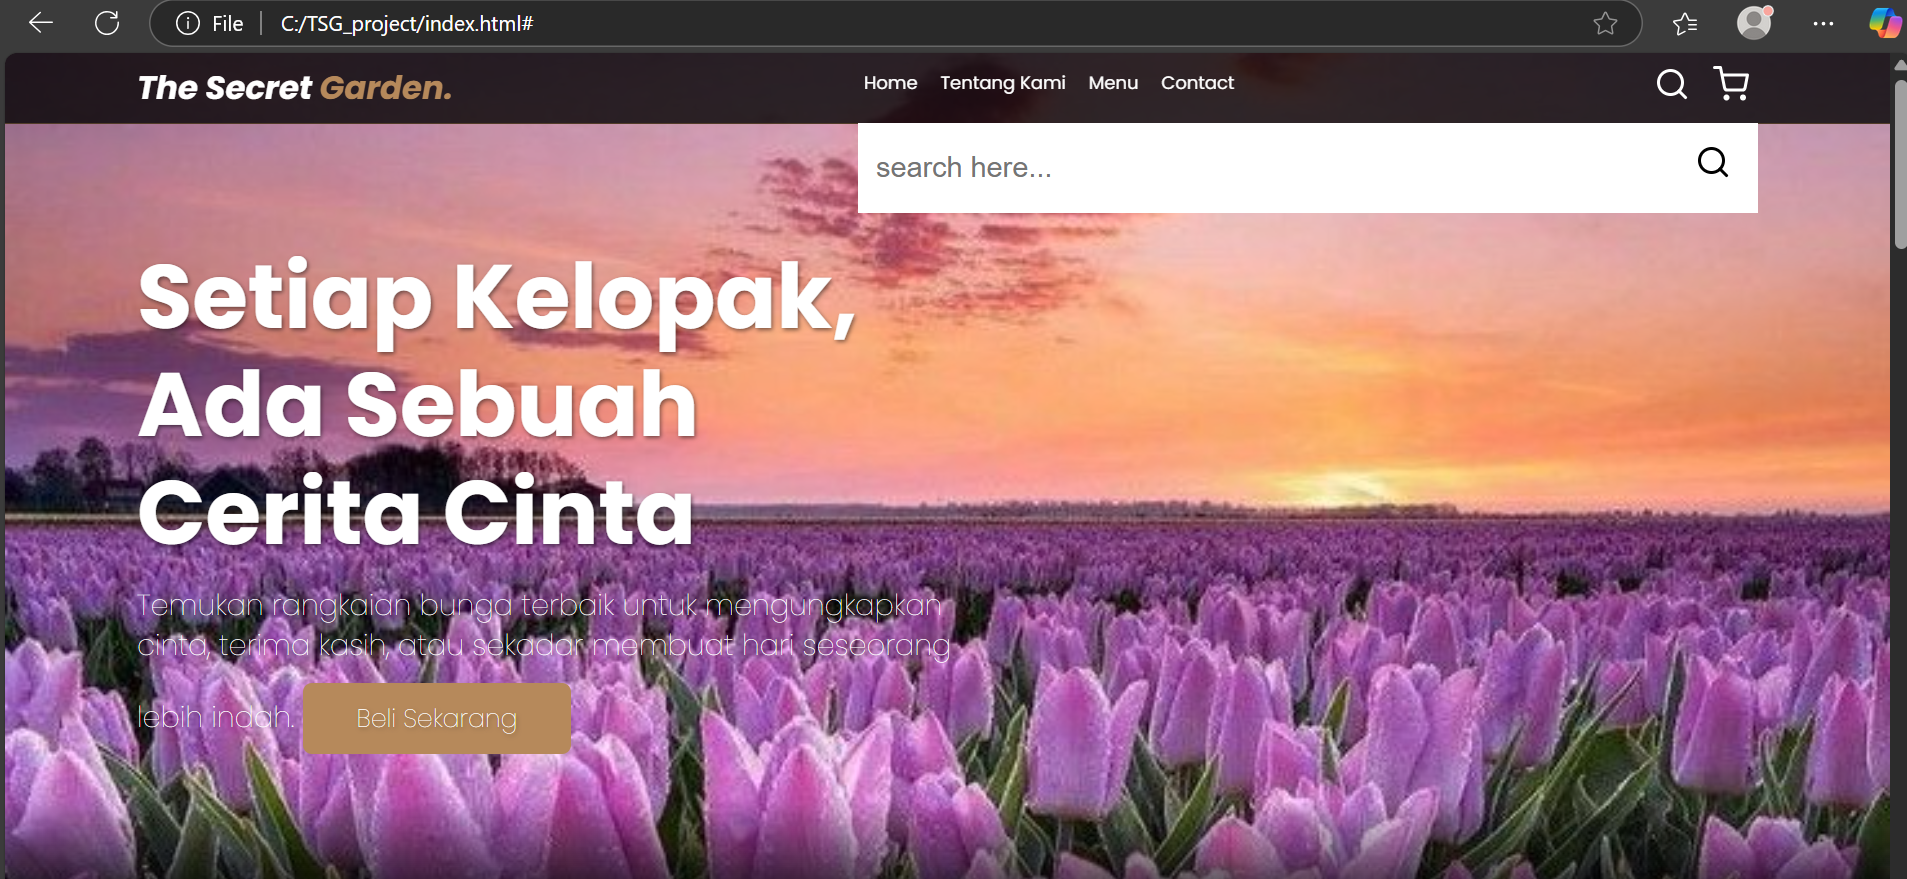 File C:/TSG_project/index.html#
The Secret Garden. Home Tentang Kami Menu Contact
search here...
Setiap Kelopak,
Ada Sebuah
Cerita Cinta
Temukan rangkaian bunga terbaik untuk mengungkapkan
cinta, terima kasih, atau sekadar membuat hari seseorang
lebih indah. Beli Sekarang